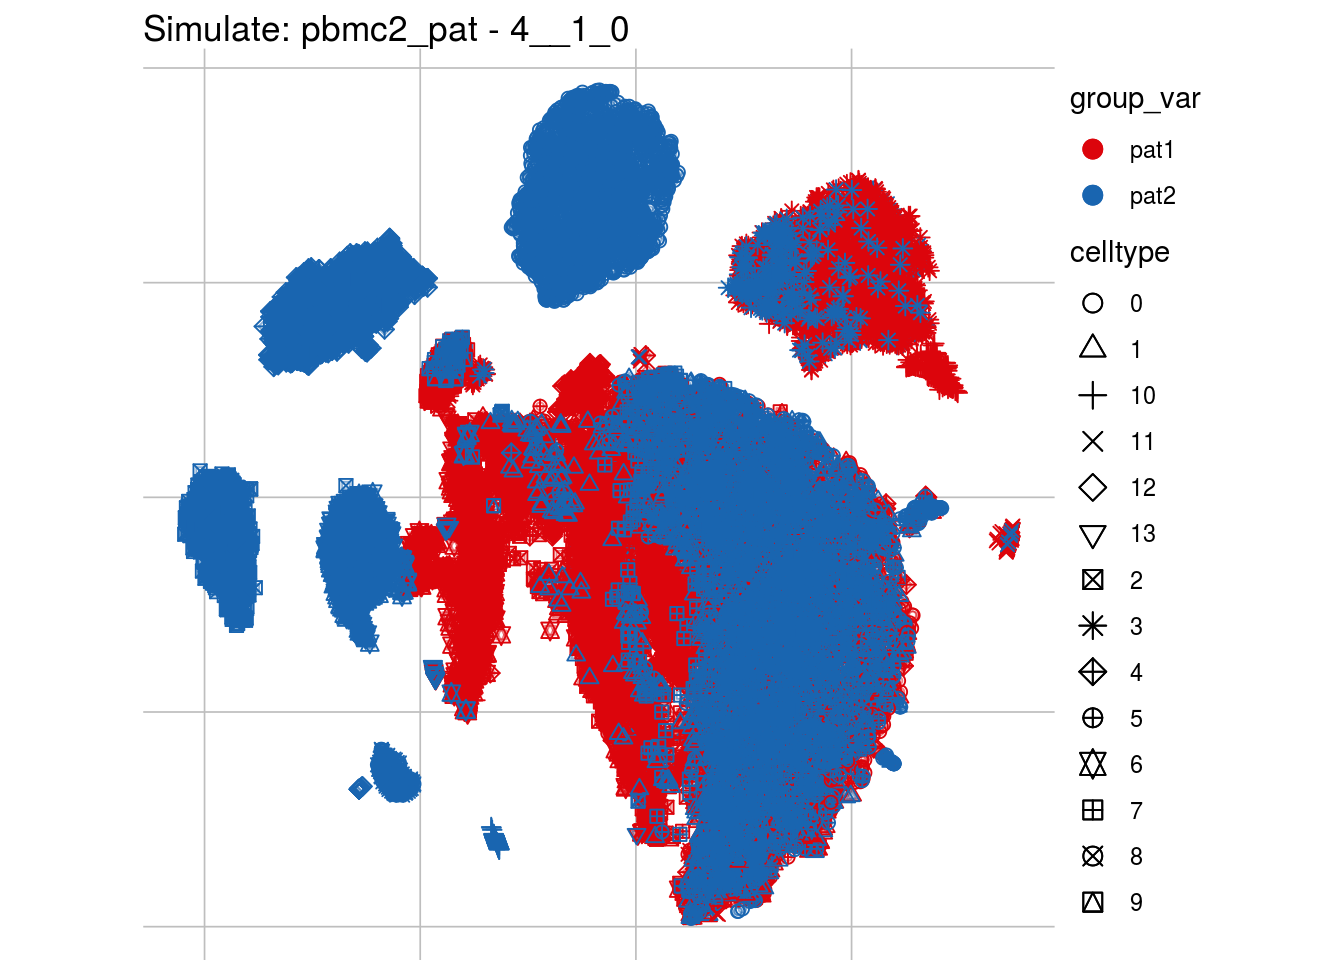 Simulate: pbmc2_pat - 4__1_0
group_var
pat1
pat2
celltype
0
1
10
11
12
13
2
3
4
5
6
7
8
9